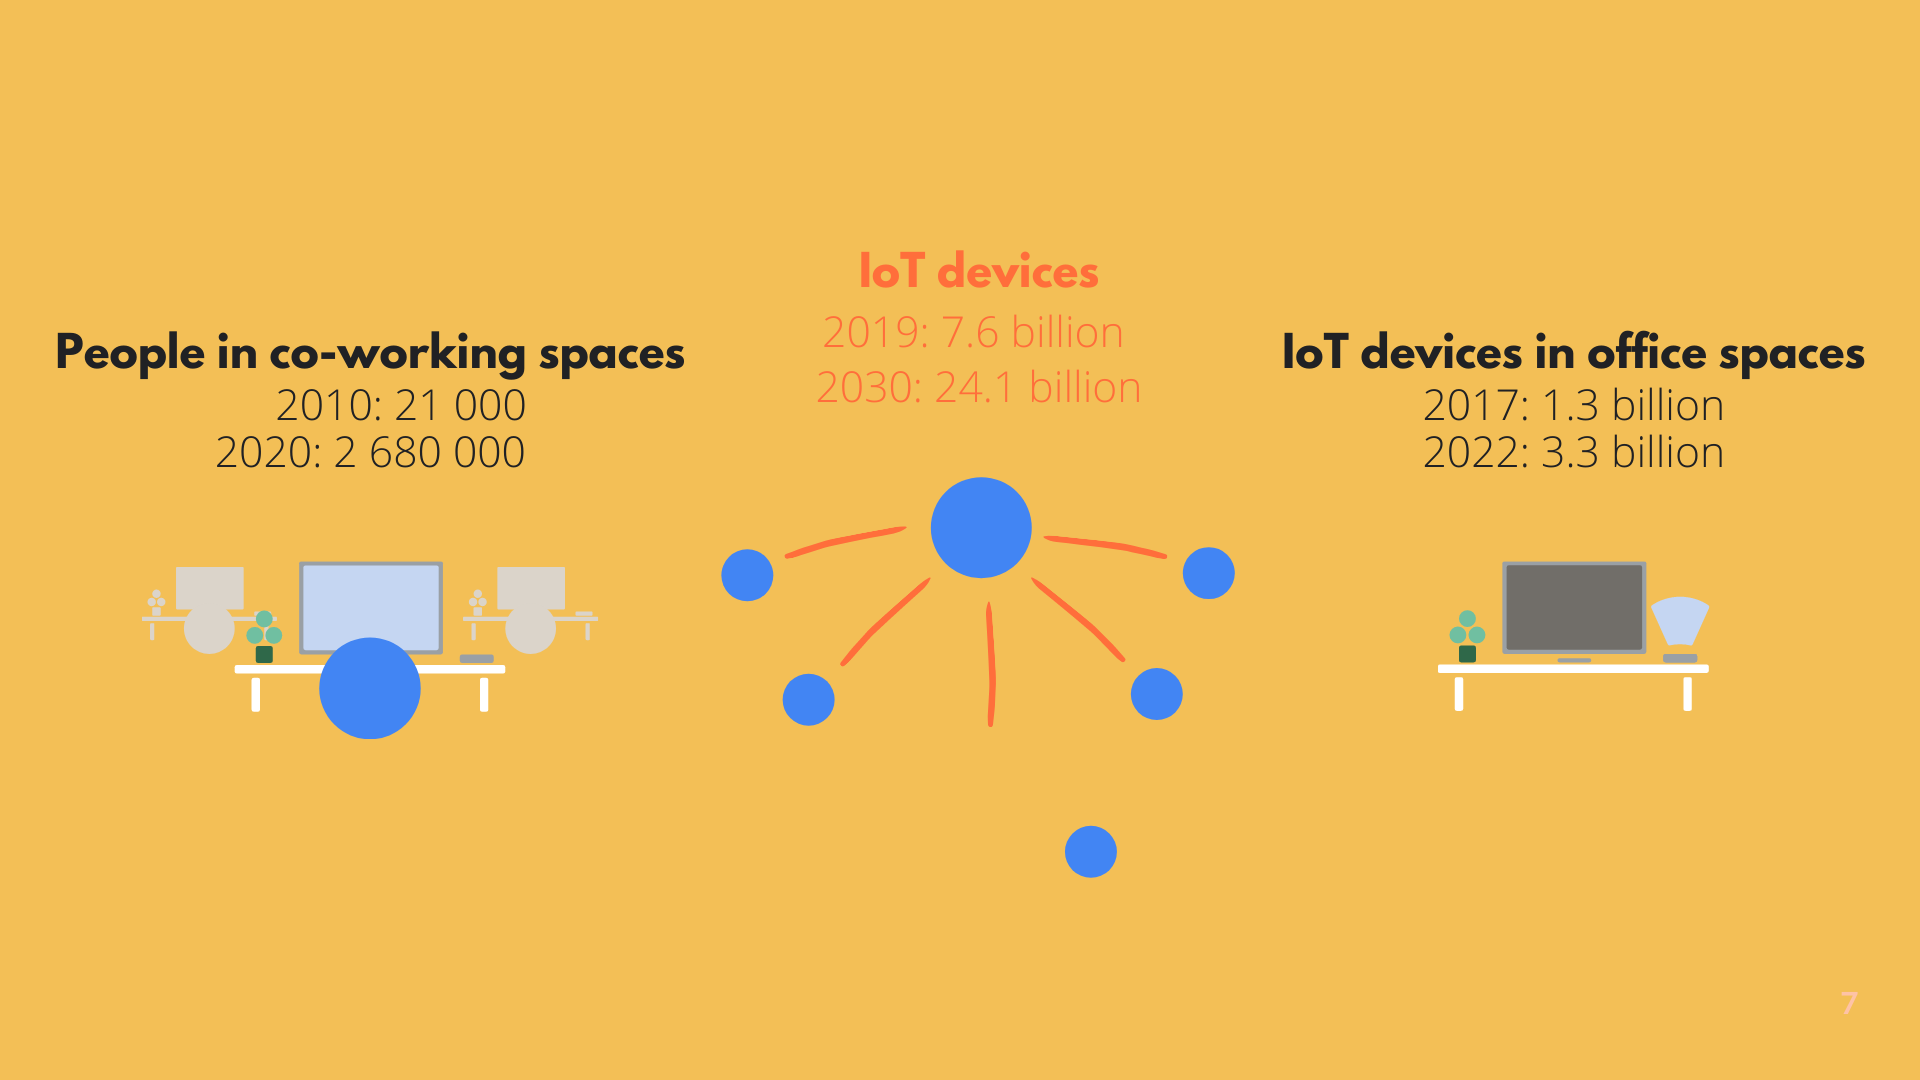 People in co-working spaces
2010: 21 000
2020: 2 680 000
IoT devices
2019: 7.6 billion
2030: 24.1 billion
IoT devices in office spaces
2017: 1.3 billion
2022: 3.3 billion
7